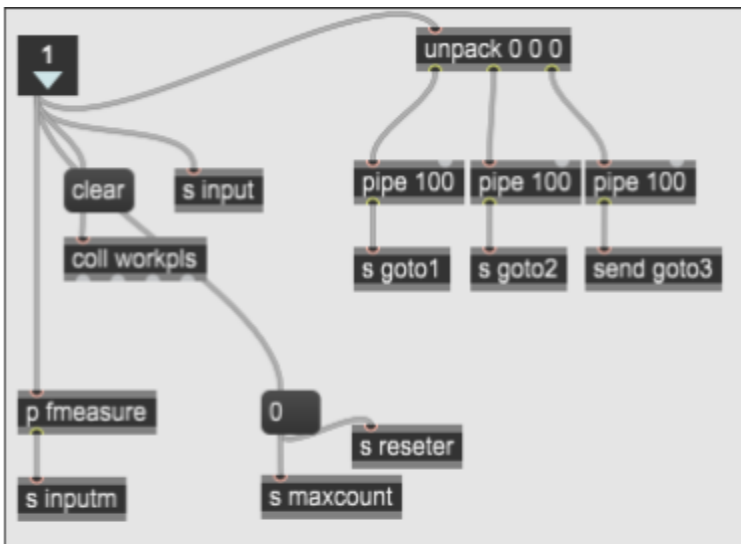 1
unpack 0 0 0
clear
s input
pipe 100
pipe 100
pipe 100
coll workpls
s goto1
s goto2
send goto3
p fmeasure
0
s reseter
s inputm
s maxcount